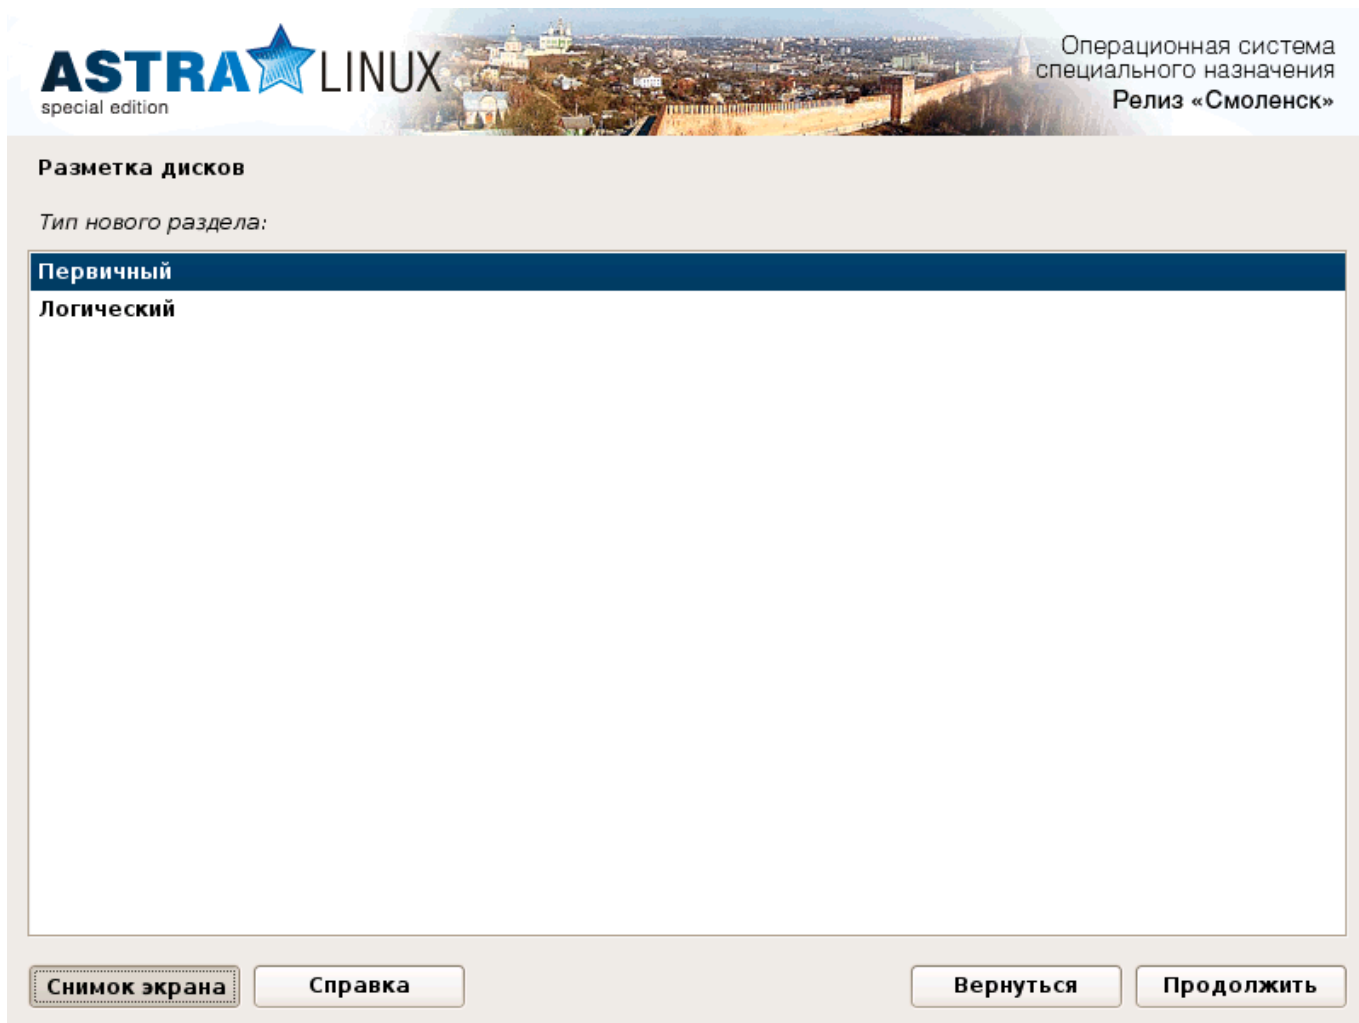 ASTRA LINUX
special edition
Операционная система
специального назначения
Релиз «Смоленск»
Разметка дисков
Тип нового раздела:
Первичный
Логический
Снимок экрана
Справка
Вернуться
Продолжить